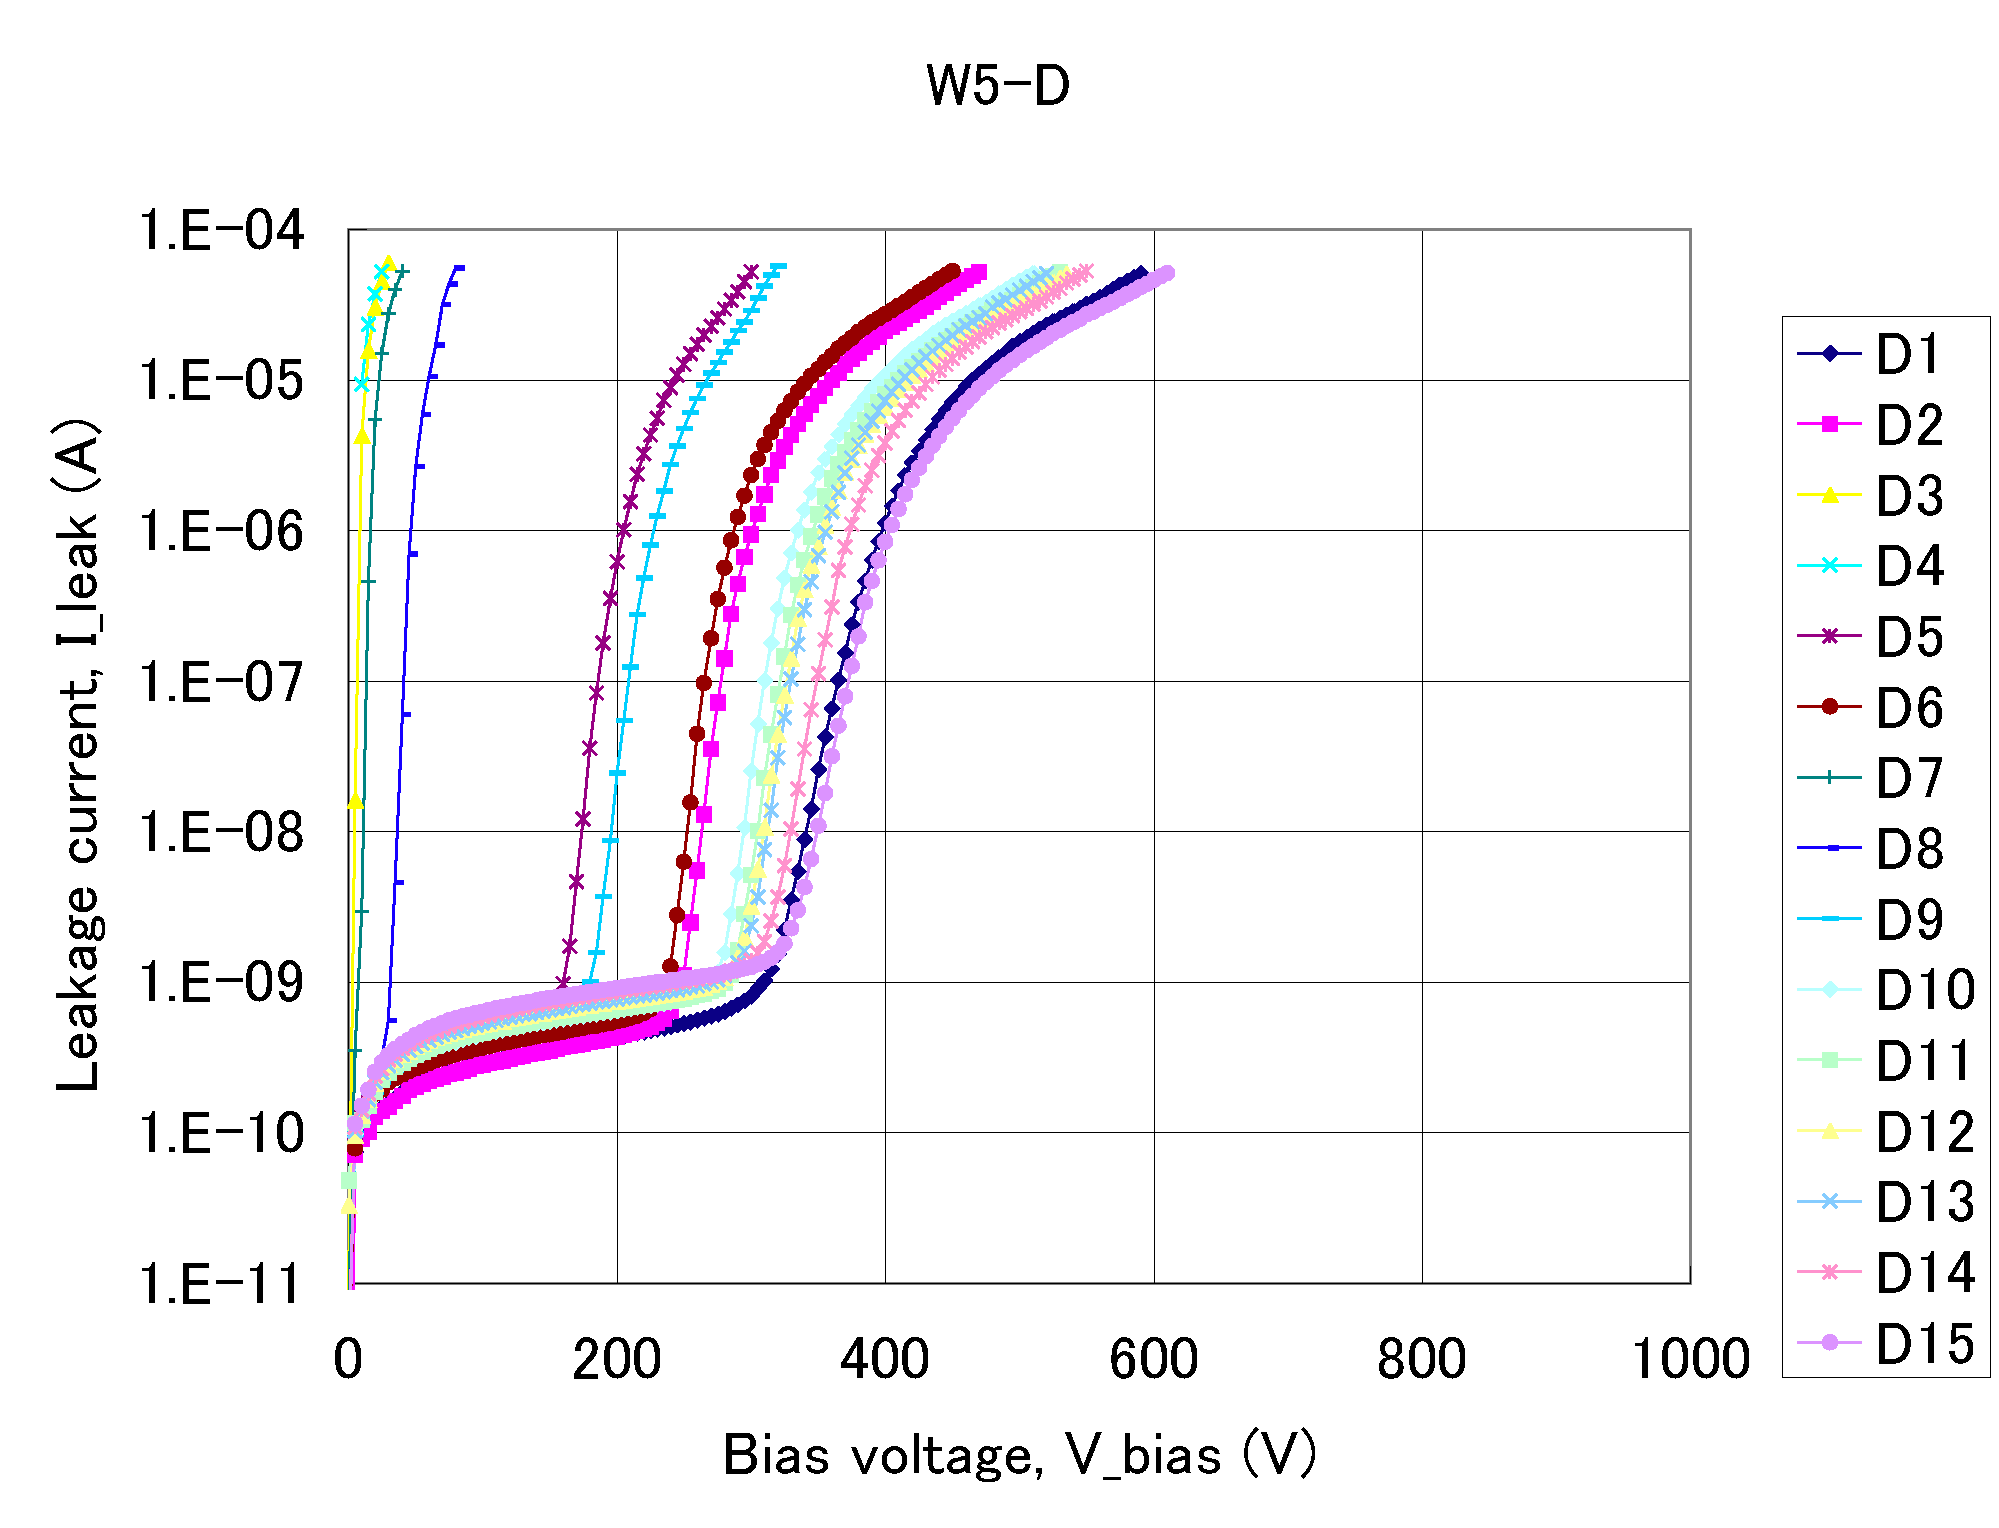 W5-D
1.E-04
1.E-05
1.E-06
1.E-07
1.E-08
1.E-09
1.E-10
1.E-11
Leakage current, I_leak (A)
0 200 400 600 800 1000
Bias voltage, V_bias (V)
D1
D2
D3
D4
D5
D6
D7
D8
D9
D10
D11
D12
D13
D14
D15